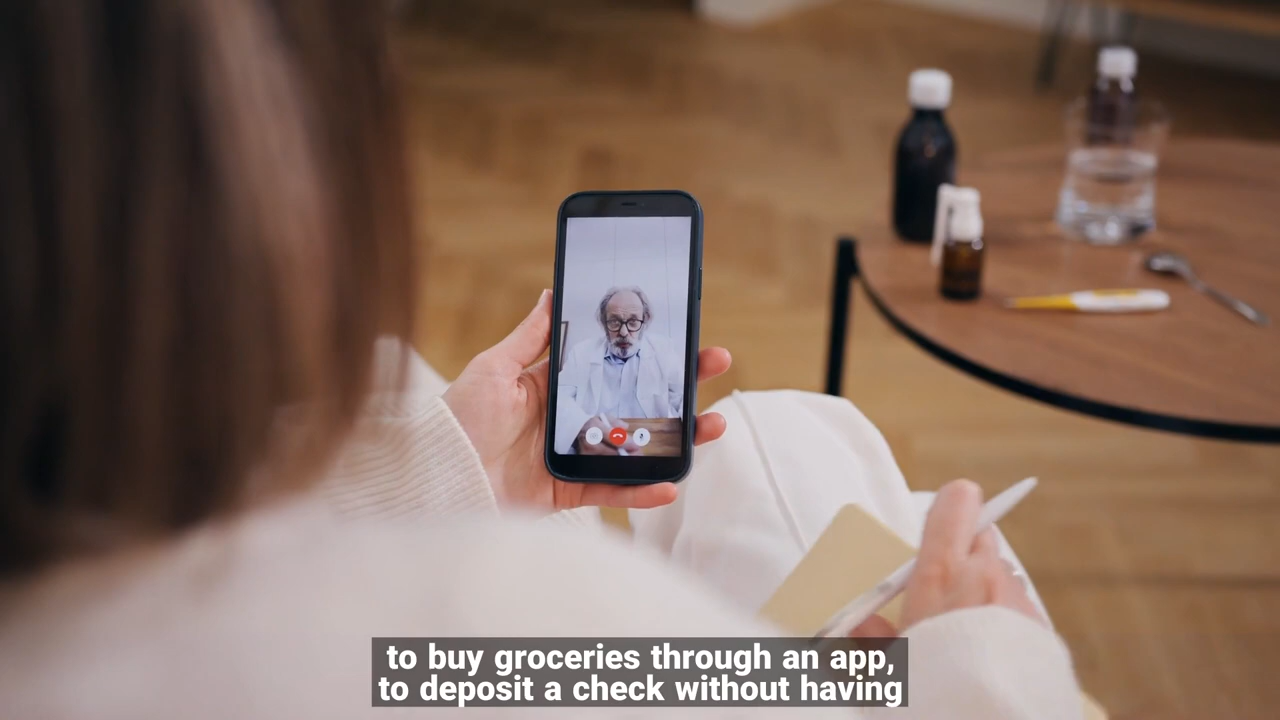 to buy groceries through an app,
to deposit a check without having